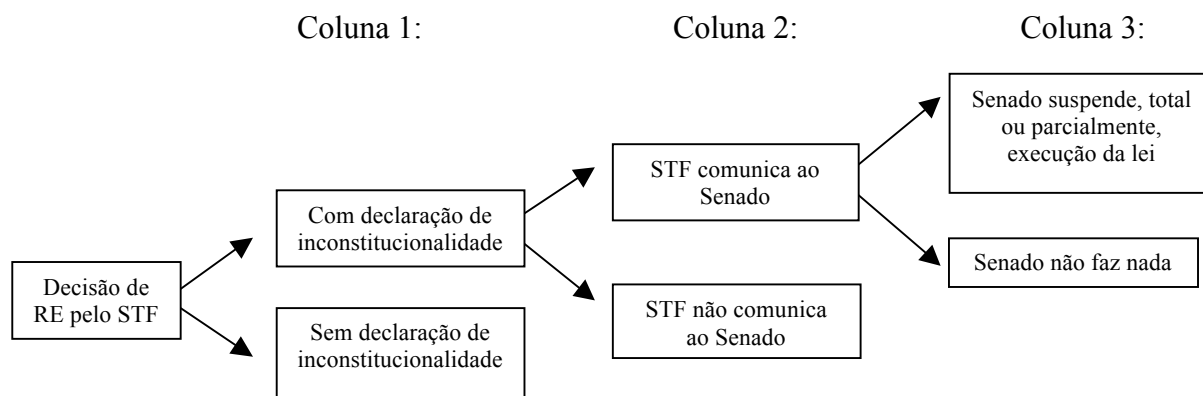 Coluna 1:
Coluna 2:
Coluna 3:
Decisão de
RE pelo STF
Com declaração de
inconstitucionalidade
Sem declaração de
inconstitucionalidade
STF comunica ao
Senado
STF não comunica
ao Senado
Senado suspende, total
ou parcialmente,
execução da lei
Senado não faz nada